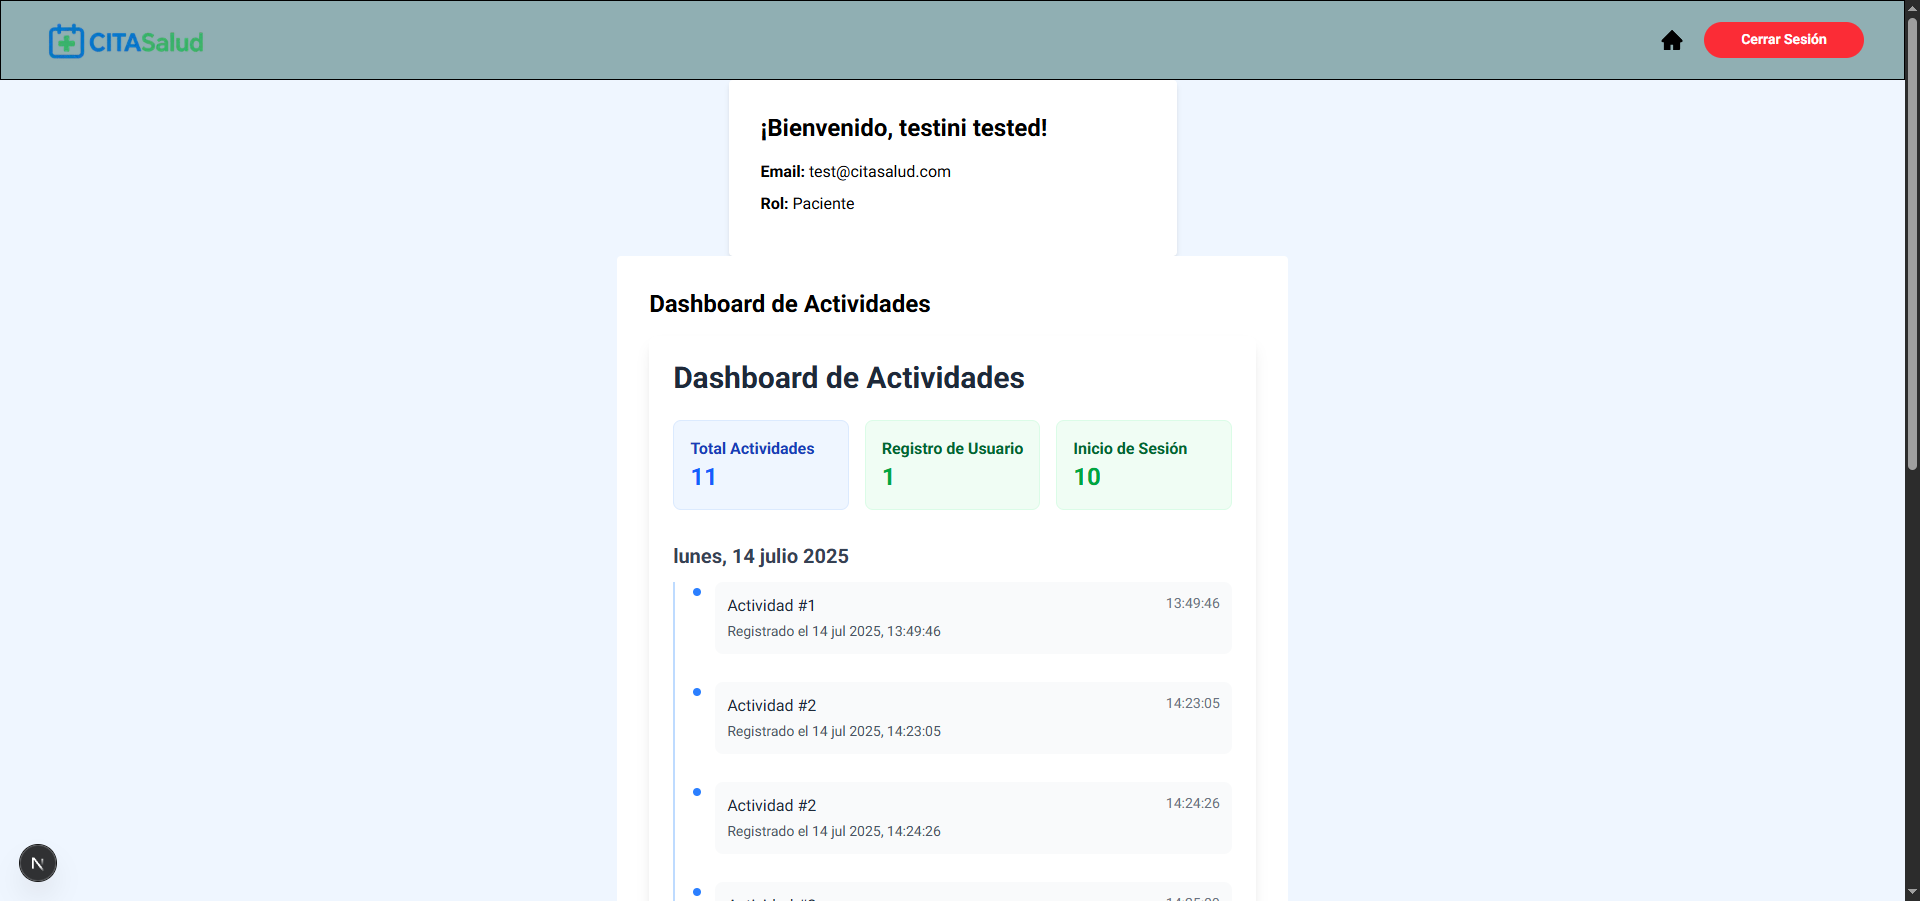 CITASalud
Cerrar Sesión
¡Bienvenido, testini tested!
Email: test@citasalud.com
Rol: Paciente
Dashboard de Actividades
Dashboard de Actividades
Total Actividades
11
Registro de Usuario
1
Inicio de Sesión
10
lunes, 14 julio 2025
Actividad #1
13:49:46
Registrado el 14 jul 2025, 13:49:46
Actividad #2
14:23:05
Registrado el 14 jul 2025, 14:23:05
Actividad #2
14:24:26
Registrado el 14 jul 2025, 14:24:26
N